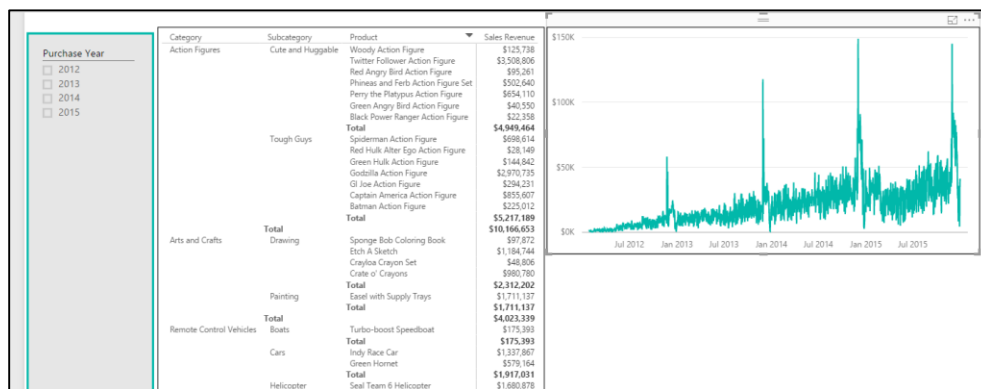 Purchase Year
2012
2013
2014
2015
Category Subcategory Product Sales Revenue
Action Figures Cute and Huggable Woody Action Figure $125,738
Twitter Follower Action Figure $3,508,806
Red Angry Bird Action Figure $95,261
Phineas and Ferb Action Figure Set $502,640
Perry the Platypus Action Figure $654,110
Green Angry Bird Action Figure $40,550
Black Power Ranger Action Figure $22,358
Total $4,949,464
Tough Guys Spiderman Action Figure $698,614
Red Hulk Alter Ego Action Figure $28,149
Green Hulk Action Figure $144,842
Godzilla Action Figure $2,970,735
GI Joe Action Figure $294,231
Captain America Action Figure $855,607
Batman Action Figure $225,012
Total $5,217,189
Total $10,166,653
Arts and Crafts Drawing Sponge Bob Coloring Book $97,872
Etch A Sketch $1,184,744
Crayloa Crayon Set $48,806
Crate o' Crayons $980,780
Total $2,312,202
Painting Easel with Supply Trays $1,711,137
Total $1,711,137
Total $4,023,339
Remote Control Vehicles Boats Turbo-boost Speedboat $175,393
Total $175,393
Cars Indy Race Car $1,337,867
Green Hornet $579,164
Total $1,917,031
Helicopter Seal Team 6 Helicopter $1,680,878
$150K
$100K
$50K
$0K
Jul 2012 Jan 2013 Jul 2013 Jan 2014 Jul 2014 Jan 2015 Jul 2015